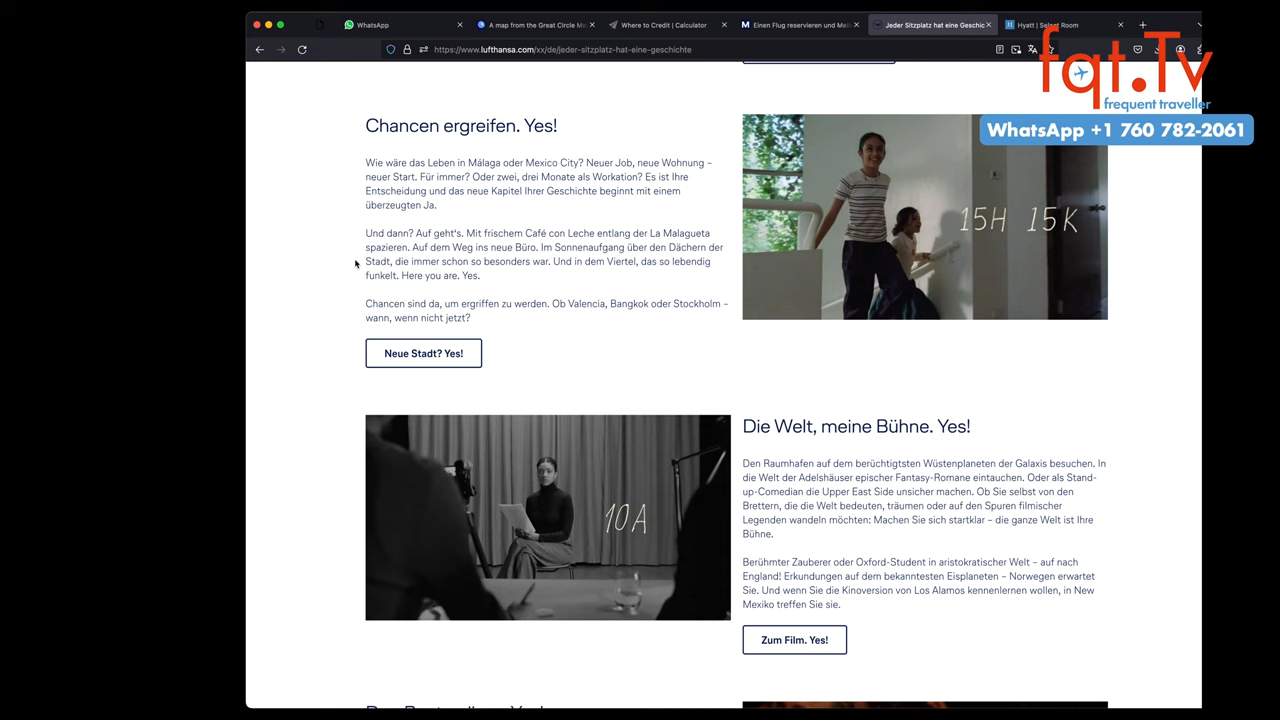 WhatsApp
A map from the Great Circle Ma
Where to Credit | Calculator
Einen Flug reservieren und Mei
Jeder Sitzplatz hat eine Geschic
Hyatt | Select Room
https://www.lufthansa.com/xx/de/jeder-sitzplatz-hat-eine-geschichte
fqt.Tv
frequent traveller
WhatsApp +1 760 782-2061
Chancen ergreifen. Yes!
Wie wäre das Leben in Málaga oder Mexico City? Neuer Job, neue Wohnung –
neuer Start. Für immer? Oder zwei, drei Monate als Workation? Es ist Ihre
Entscheidung und das neue Kapitel Ihrer Geschichte beginnt mit einem
überzeugten Ja.
Und dann? Auf geht's. Mit frischem Café con Leche entlang der La Malagueta
spazieren. Auf dem Weg ins neue Büro. Im Sonnenaufgang über den Dächern der
Stadt, die immer schon so besonders war. Und in dem Viertel, das so lebendig
funkelt. Here you are. Yes.
Chancen sind da, um ergriffen zu werden. Ob Valencia, Bangkok oder Stockholm –
wann, wenn nicht jetzt?
Neue Stadt? Yes!
15H 15K
10A
Die Welt, meine Bühne. Yes!
Den Raumhafen auf dem berüchtigtsten Wüstenplaneten der Galaxis besuchen. In
die Welt der Adelshäuser epischer Fantasy-Romane eintauchen. Oder als Stand-
up-Comedian die Upper East Side unsicher machen. Ob Sie selbst von den
Brettern, die die Welt bedeuten, träumen oder auf den Spuren filmischer
Legenden wandeln möchten: Machen Sie sich startklar – die ganze Welt ist Ihre
Bühne.
Berühmter Zauberer oder Oxford-Student in aristokratischer Welt – auf nach
England! Erkundungen auf dem bekanntesten Eisplaneten – Norwegen erwartet
Sie. Und wenn Sie die Kinoversion von Los Alamos kennenlernen wollen, in New
Mexiko treffen Sie sie.
Zum Film. Yes!